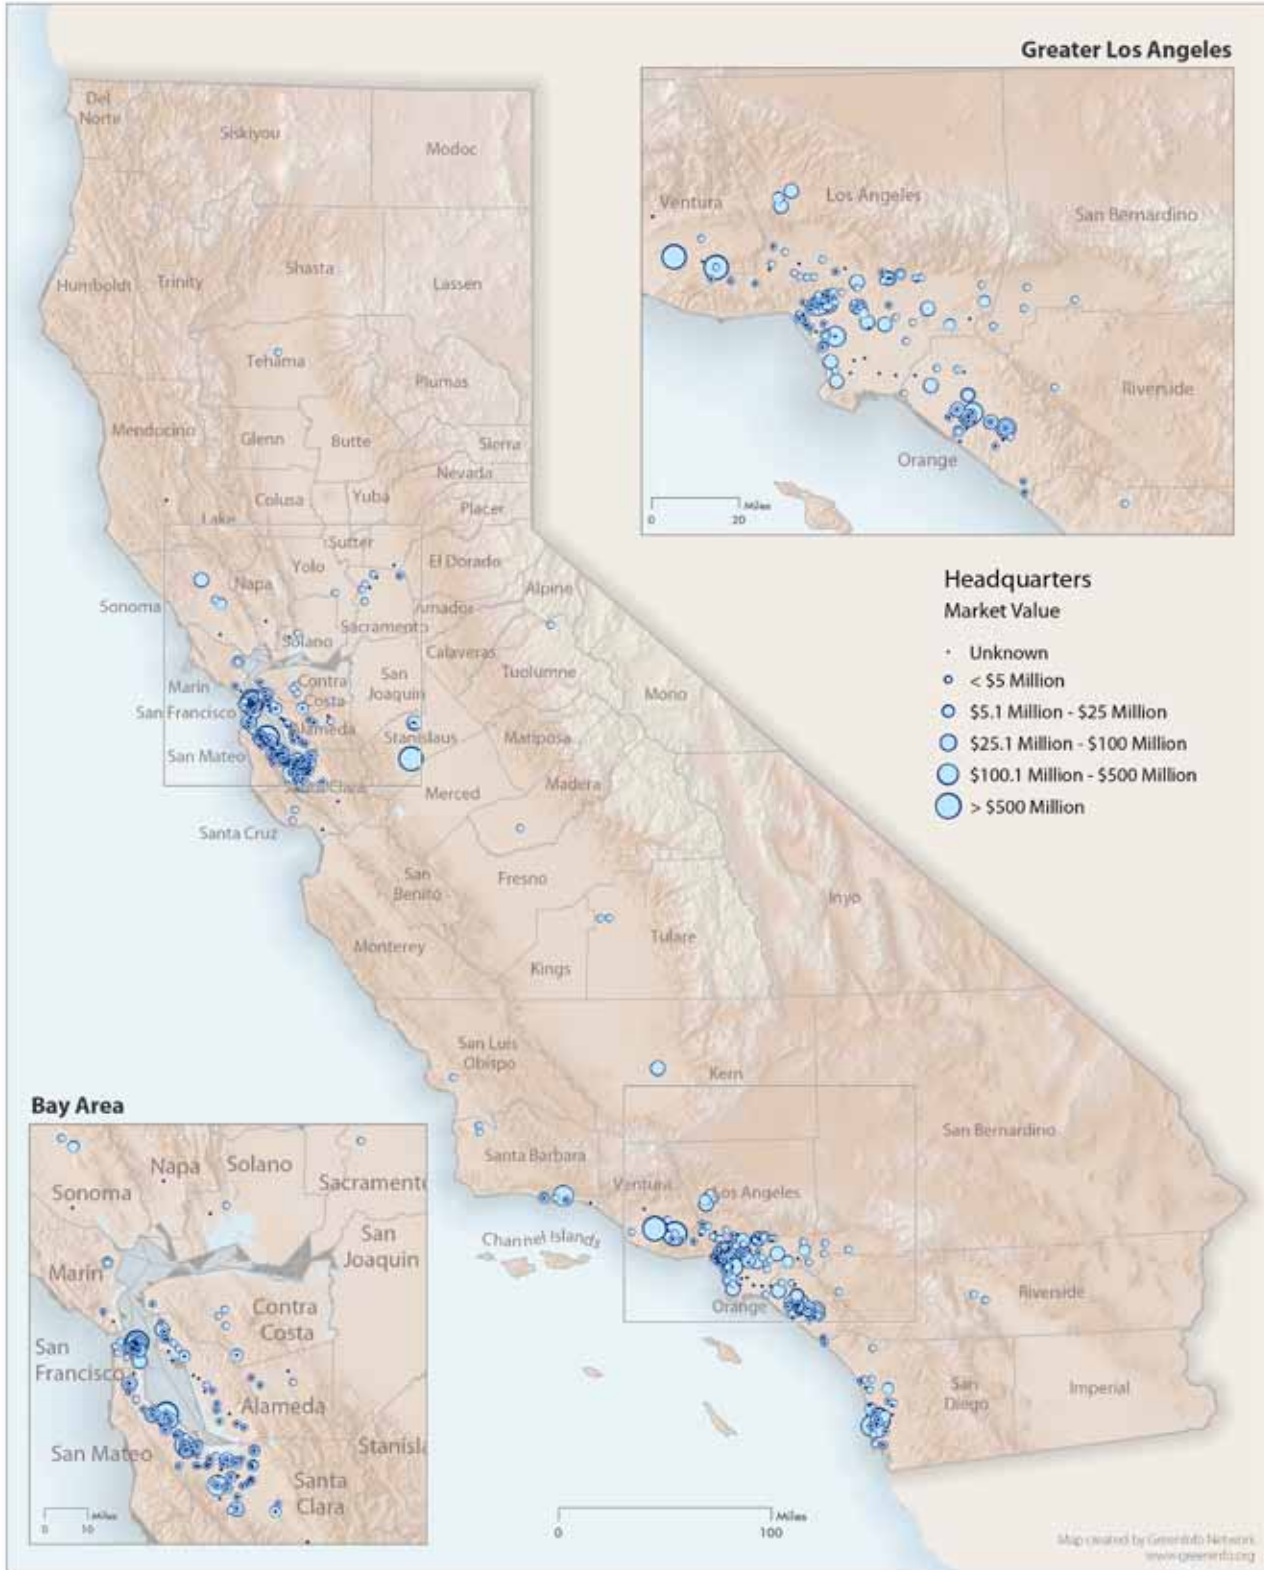 Greater Los Angeles
Ventura
Los Angeles
San Bernardino
Riverside
Orange
Miles
0 20
Headquarters
Market Value
Unknown
< $5 Million
$5.1 Million - $25 Million
$25.1 Million - $100 Million
$100.1 Million - $500 Million
> $500 Million
Del
Norte
Siskiyou
Modoc
Humboldt
Trinity
Shasta
Lassen
Tehama
Plumas
Mendocino
Glenn
Butte
Sierra
Nevada
Colusa
Yuba
Placer
Lake
Sutter
Yolo
El Dorado
Napa
Alpine
Sonoma
Amador
Sacramento
Solano
Calaveras
Tuolumne
Marin
Contra
Costa
San
Joaquin
Mono
San Francisco
Alameda
Stanislaus
Mariposa
San Mateo
Santa Clara
Merced
Madera
Santa Cruz
San
Benito
Fresno
Inyo
Monterey
Tulare
Kings
San Luis
Obispo
Kern
San Bernardino
Santa Barbara
Ventura
Los Angeles
Channel Islands
Orange
Riverside
San
Diego
Imperial
Bay Area
Napa
Solano
Sonoma
Sacramento
San
Joaquin
Marin
Contra
Costa
San
Francisco
Alameda
San Mateo
Stanisla
Santa
Clara
Miles
0 10
Miles
0 100
Map created by GreenInfo Network
www.greeninfo.org